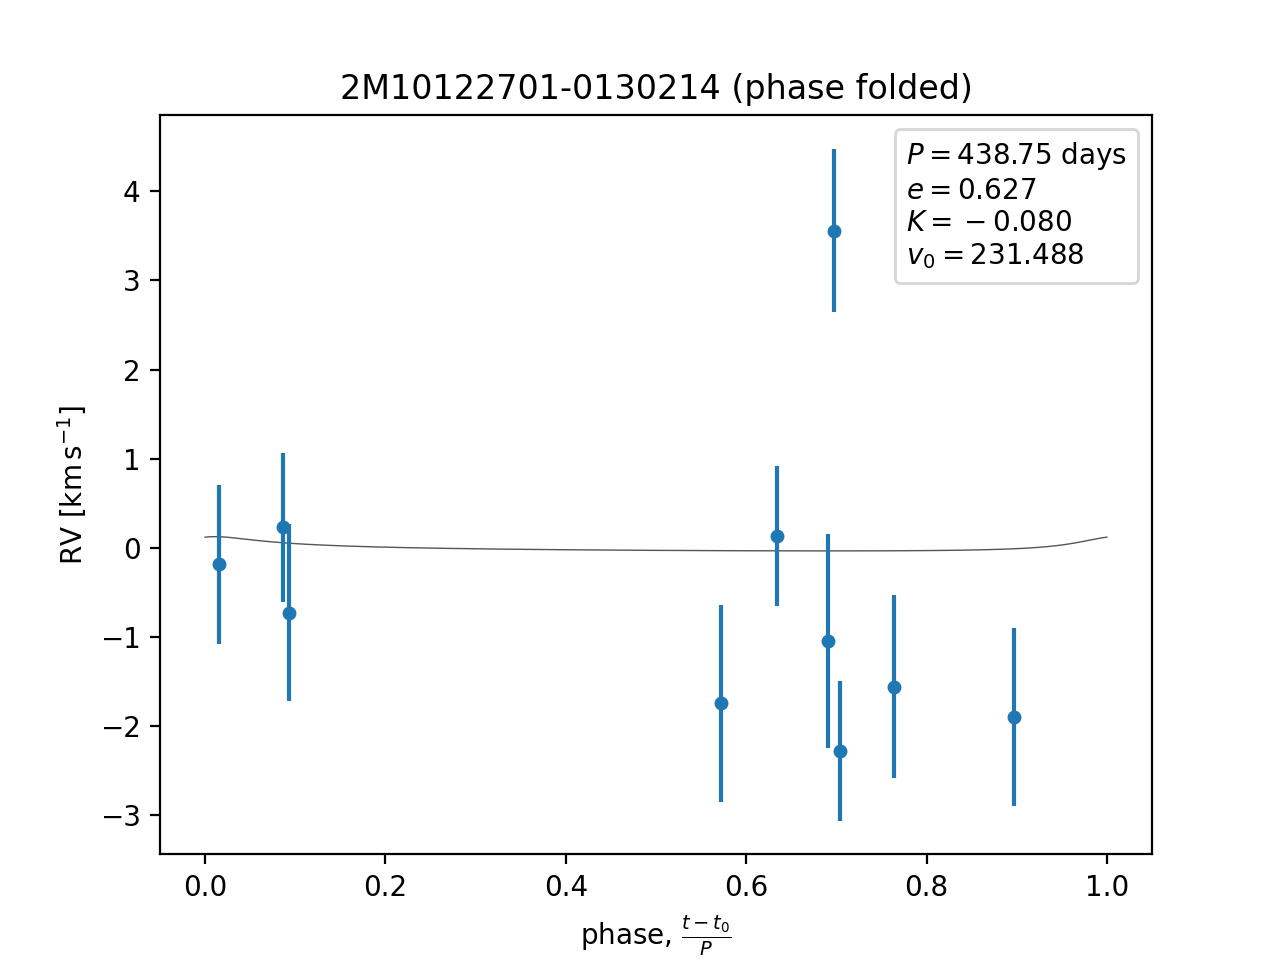 2M10122701-0130214 (phase folded)
P = 438.75 days
e = 0.627
K = −0.080
v₀ = 231.488
RV [km s⁻¹]
4
3
2
1
0
−1
−2
−3
0.0 0.2 0.4 0.6 0.8 1.0
phase, (t − t₀)/P